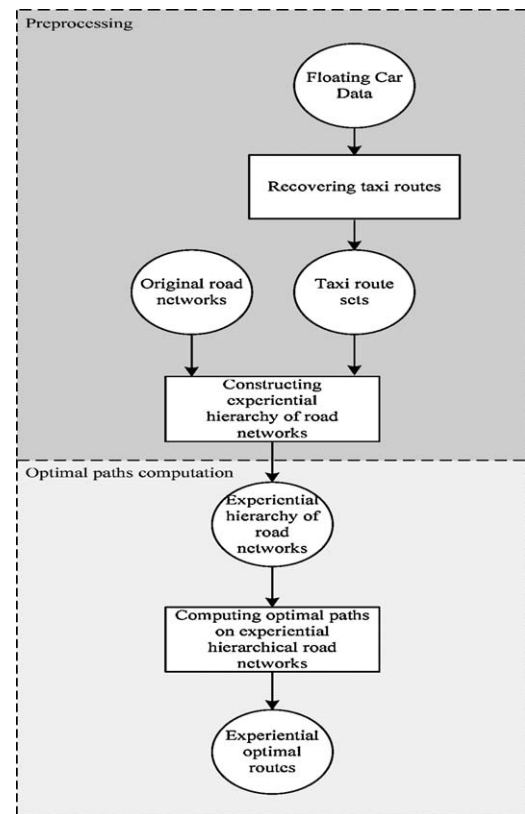 Preprocessing
Floating Car
Data
Recovering taxi routes
Original road
networks
Taxi route
sets
Constructing
experiential
hierarchy of road
networks
Optimal paths computation
Experiential
hierarchy of
road
networks
Computing optimal paths
on experiential
hierarchical road
networks
Experiential
optimal
routes